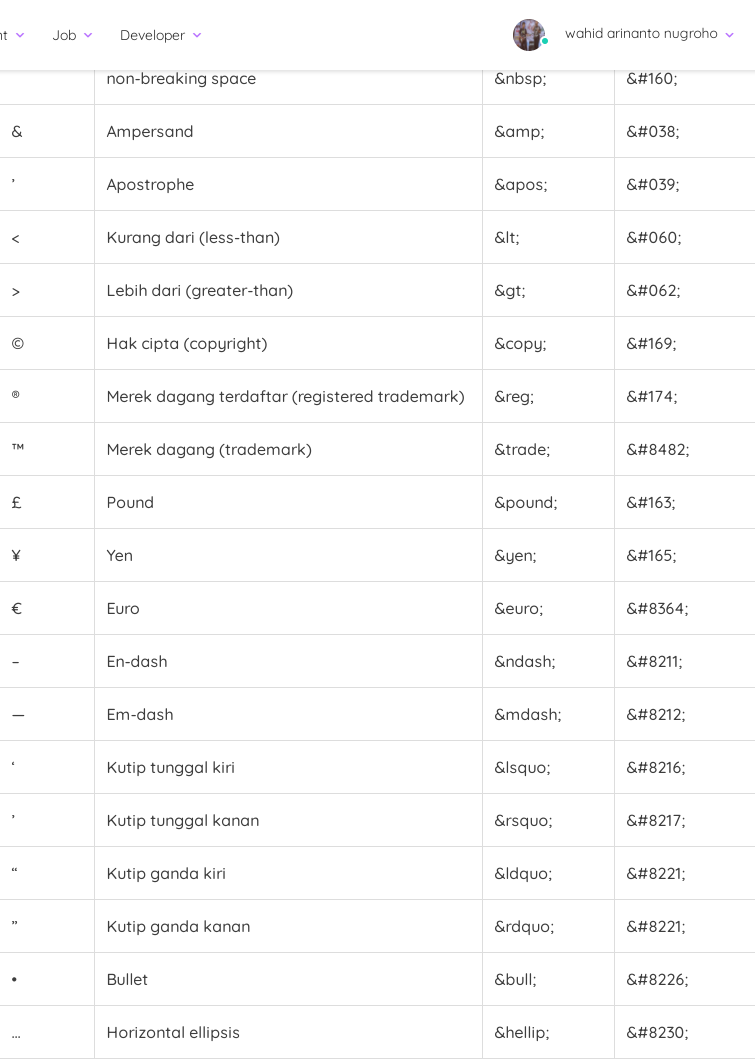 nt Job Developer wahid arinanto nugroho
non-breaking space &nbsp; &#160;
& Ampersand &amp; &#038;
’ Apostrophe &apos; &#039;
< Kurang dari (less-than) &lt; &#060;
> Lebih dari (greater-than) &gt; &#062;
© Hak cipta (copyright) &copy; &#169;
® Merek dagang terdaftar (registered trademark) &reg; &#174;
™ Merek dagang (trademark) &trade; &#8482;
£ Pound &pound; &#163;
¥ Yen &yen; &#165;
€ Euro &euro; &#8364;
– En-dash &ndash; &#8211;
— Em-dash &mdash; &#8212;
‘ Kutip tunggal kiri &lsquo; &#8216;
’ Kutip tunggal kanan &rsquo; &#8217;
“ Kutip ganda kiri &ldquo; &#8221;
” Kutip ganda kanan &rdquo; &#8221;
• Bullet &bull; &#8226;
… Horizontal ellipsis &hellip; &#8230;